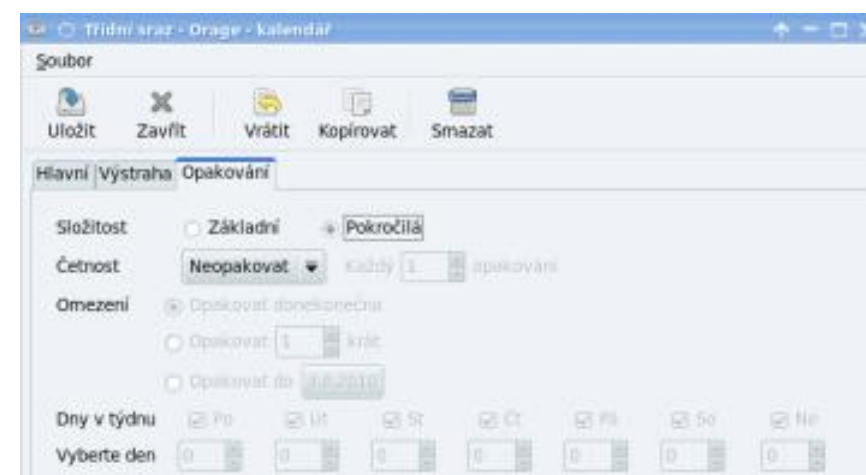 Třídní sraz - Orage - kalendář
Soubor
Uložit Zavřít Vrátit Kopírovat Smazat
Hlavní Výstraha Opakování
Složitost Základní Pokročilá
Četnost Neopakovat Každý 1 opakování
Omezení Opakovat donekonečna
Opakovat 1 krát
Opakovat do
Dny v týdnu Po Út St Čt Pá So Ne
Vyberte den 0 0 0 0 0 0 0